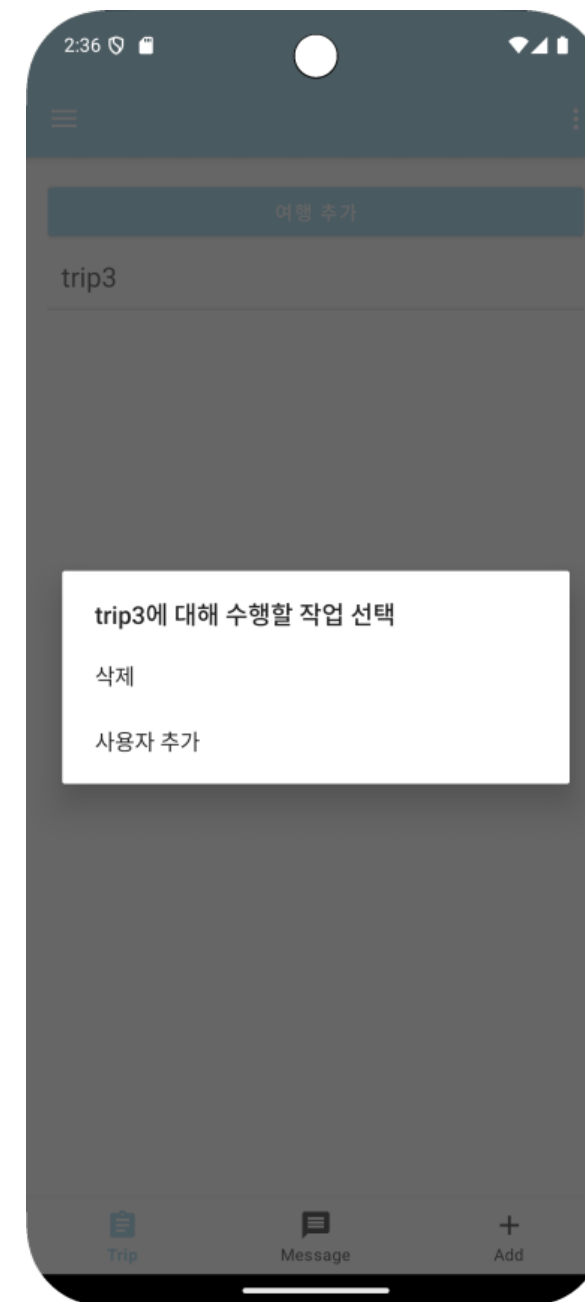 2:36
여행 추가
trip3
trip3에 대해 수행할 작업 선택
삭제
사용자 추가
Trip
Message
Add